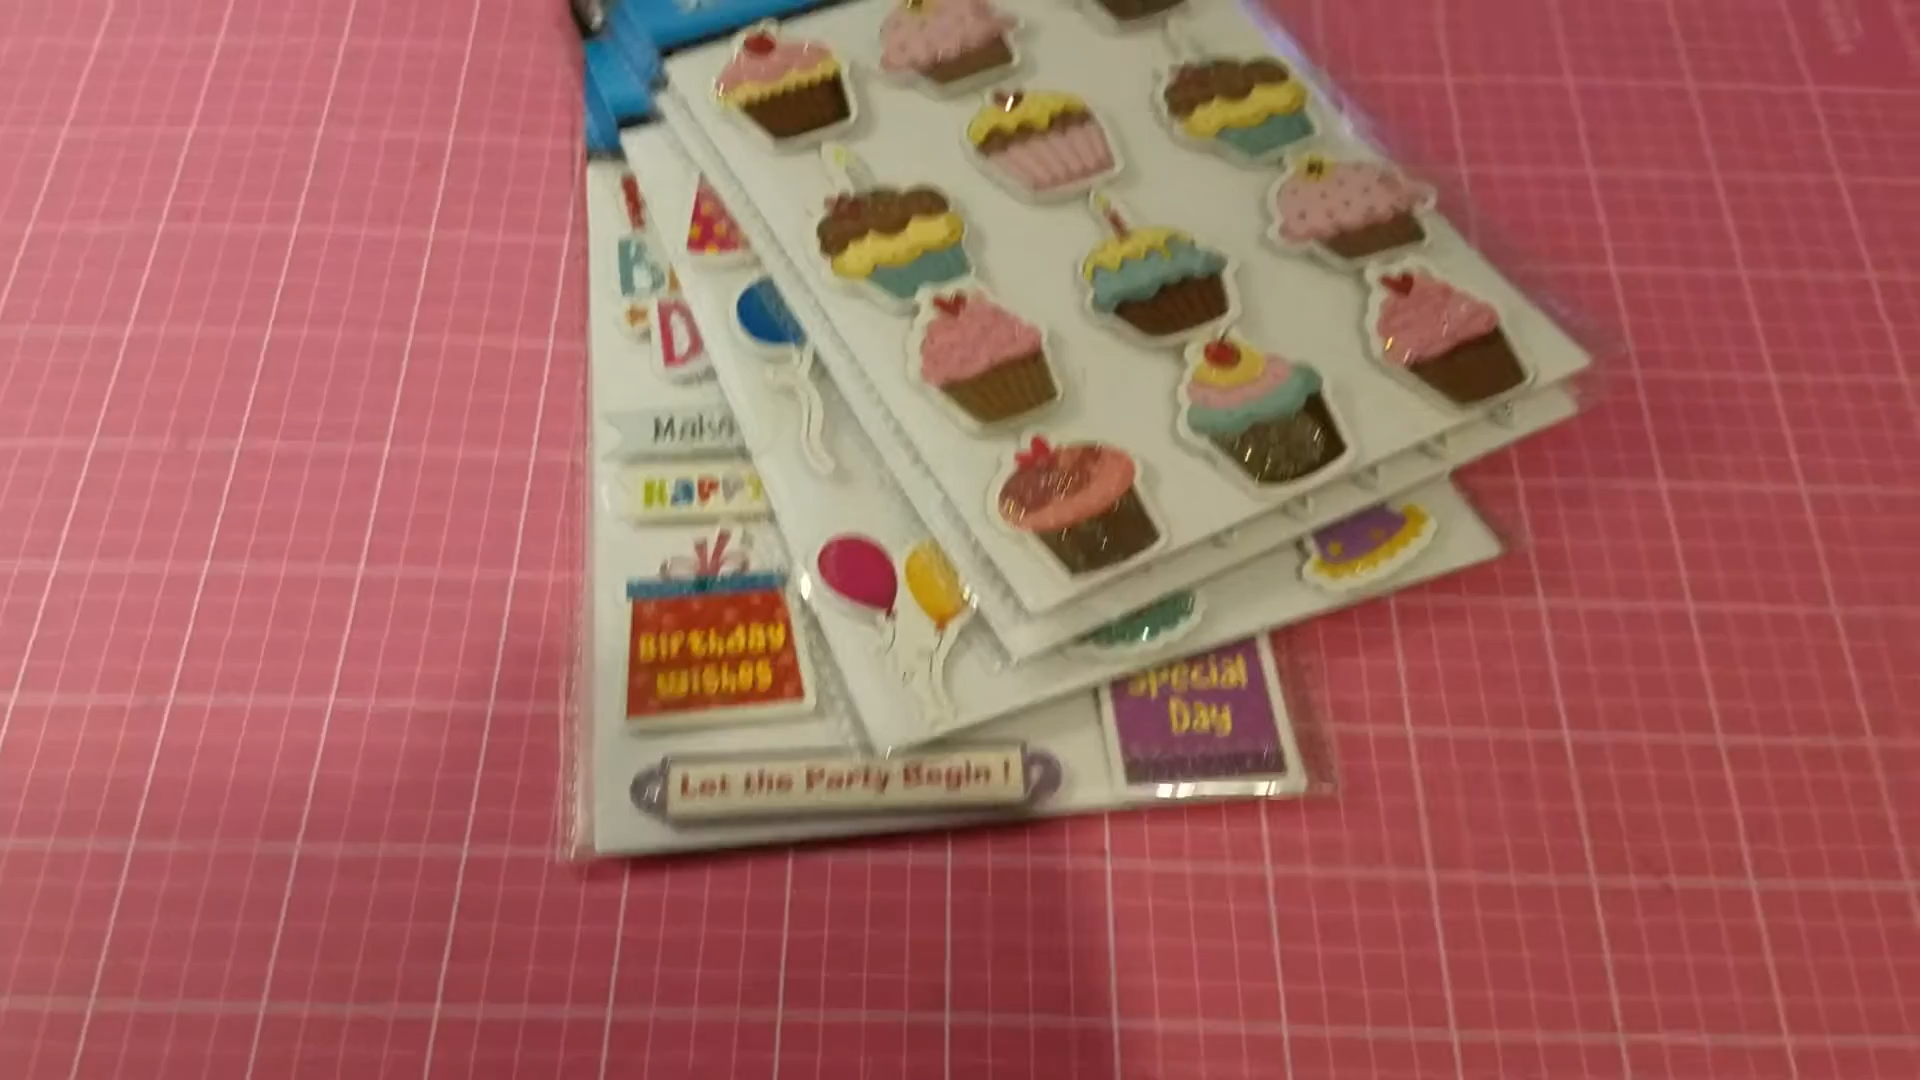 Make
HAPPY
Birthday
Wishes
Special
Day
Let the Party Begin !